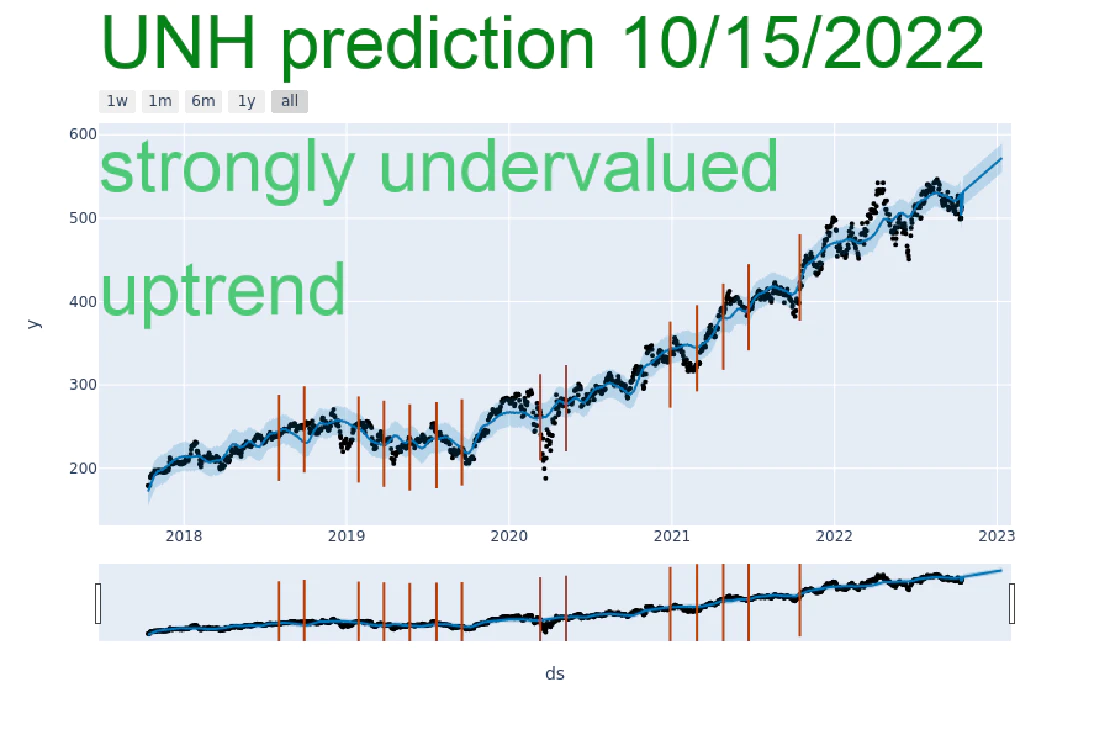 UNH prediction 10/15/2022
1w 1m 6m 1y all
600
strongly undervalued
500
uptrend
400
y
300
200
2018 2019 2020 2021 2022 2023
ds